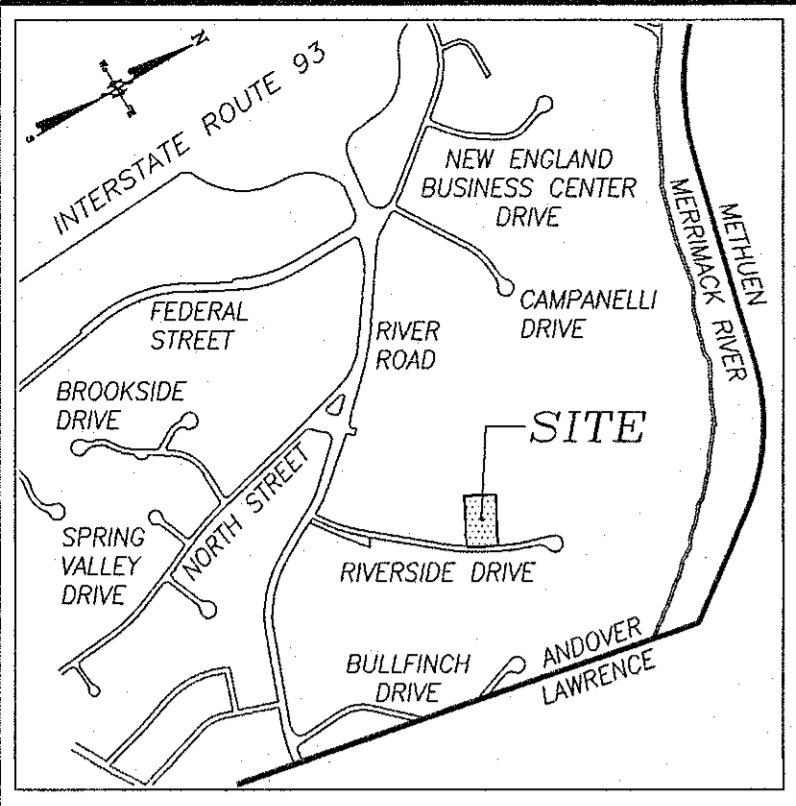 N
INTERSTATE ROUTE 93
NEW ENGLAND
BUSINESS CENTER
DRIVE
METHUEN
MERRIMACK RIVER
FEDERAL
STREET
RIVER
ROAD
CAMPANELLI
DRIVE
BROOKSIDE
DRIVE
SITE
NORTH STREET
SPRING
VALLEY
DRIVE
RIVERSIDE DRIVE
BULLFINCH
DRIVE
ANDOVER
LAWRENCE